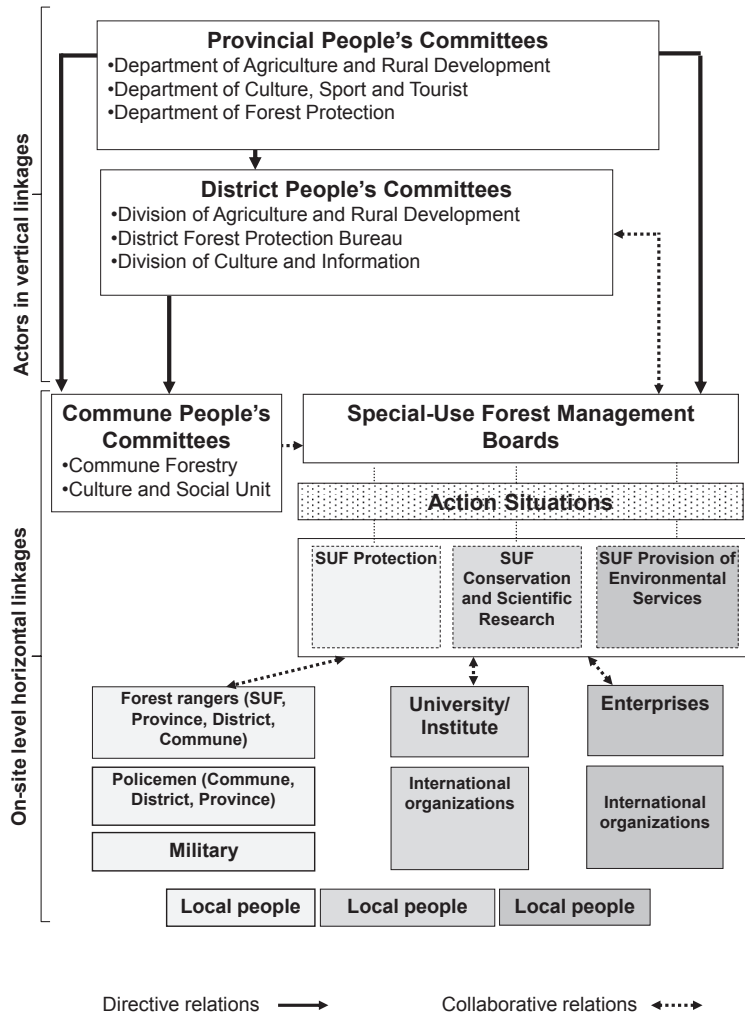 Actors in vertical linkages
Provincial People's Committees
•Department of Agriculture and Rural Development
•Department of Culture, Sport and Tourist
•Department of Forest Protection
District People's Committees
•Division of Agriculture and Rural Development
•District Forest Protection Bureau
•Division of Culture and Information
On-site level horizontal linkages
Commune People's
Committees
•Commune Forestry
•Culture and Social Unit
Special-Use Forest Management
Boards
Action Situations
SUF Protection
SUF
Conservation
and Scientific
Research
SUF Provision of
Environmental
Services
Forest rangers (SUF,
Province, District,
Commune)
Policemen (Commune,
District, Province)
Military
University/
Institute
International
organizations
Enterprises
International
organizations
Local people
Local people
Local people
Directive relations
Collaborative relations